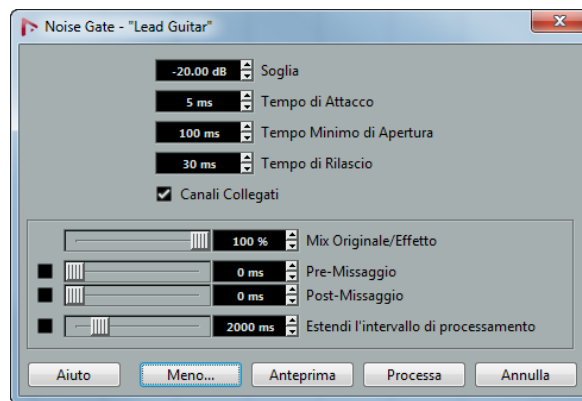 Noise Gate - "Lead Guitar"
-20.00 dB Soglia
5 ms Tempo di Attacco
100 ms Tempo Minimo di Apertura
30 ms Tempo di Rilascio
Canali Collegati
100 % Mix Originale/Effetto
0 ms Pre-Missaggio
0 ms Post-Missaggio
2000 ms Estendi l'intervallo di processamento
Aiuto Meno... Anteprima Processa Annulla